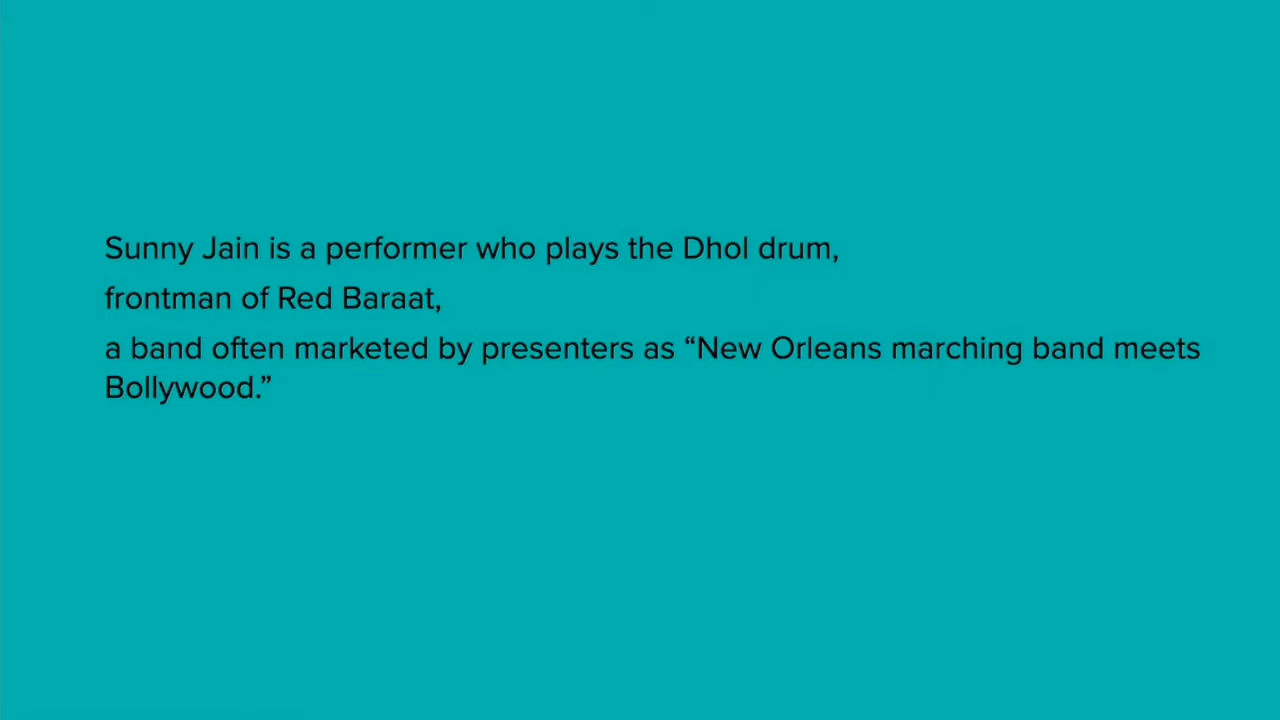 Sunny Jain is a performer who plays the Dhol drum,
frontman of Red Baraat,
a band often marketed by presenters as “New Orleans marching band meets
Bollywood.”